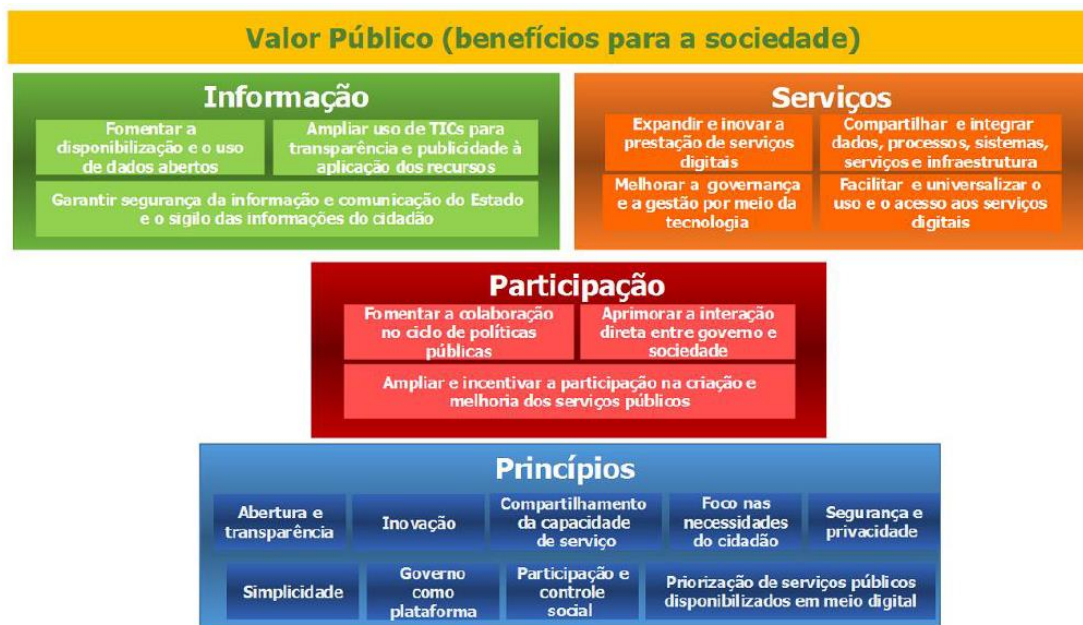 Valor Público (benefícios para a sociedade)
Informação
Fomentar a
disponibilização e o uso
de dados abertos
Ampliar uso de TICs para
transparência e publicidade à
aplicação dos recursos
Garantir segurança da informação e comunicação do Estado
e o sigilo das informações do cidadão
Serviços
Expandir e inovar a
prestação de serviços
digitais
Compartilhar e integrar
dados, processos, sistemas,
serviços e infraestrutura
Melhorar a governança
e a gestão por meio da
tecnologia
Facilitar e universalizar o
uso e o acesso aos serviços
digitais
Participação
Fomentar a colaboração
no ciclo de políticas
públicas
Aprimorar a interação
direta entre governo e
sociedade
Ampliar e incentivar a participação na criação e
melhoria dos serviços públicos
Princípios
Abertura e
transparência
Inovação
Compartilhamento
da capacidade
de serviço
Foco nas
necessidades
do cidadão
Segurança e
privacidade
Simplicidade
Governo
como
plataforma
Participação e
controle
social
Priorização de serviços públicos
disponibilizados em meio digital